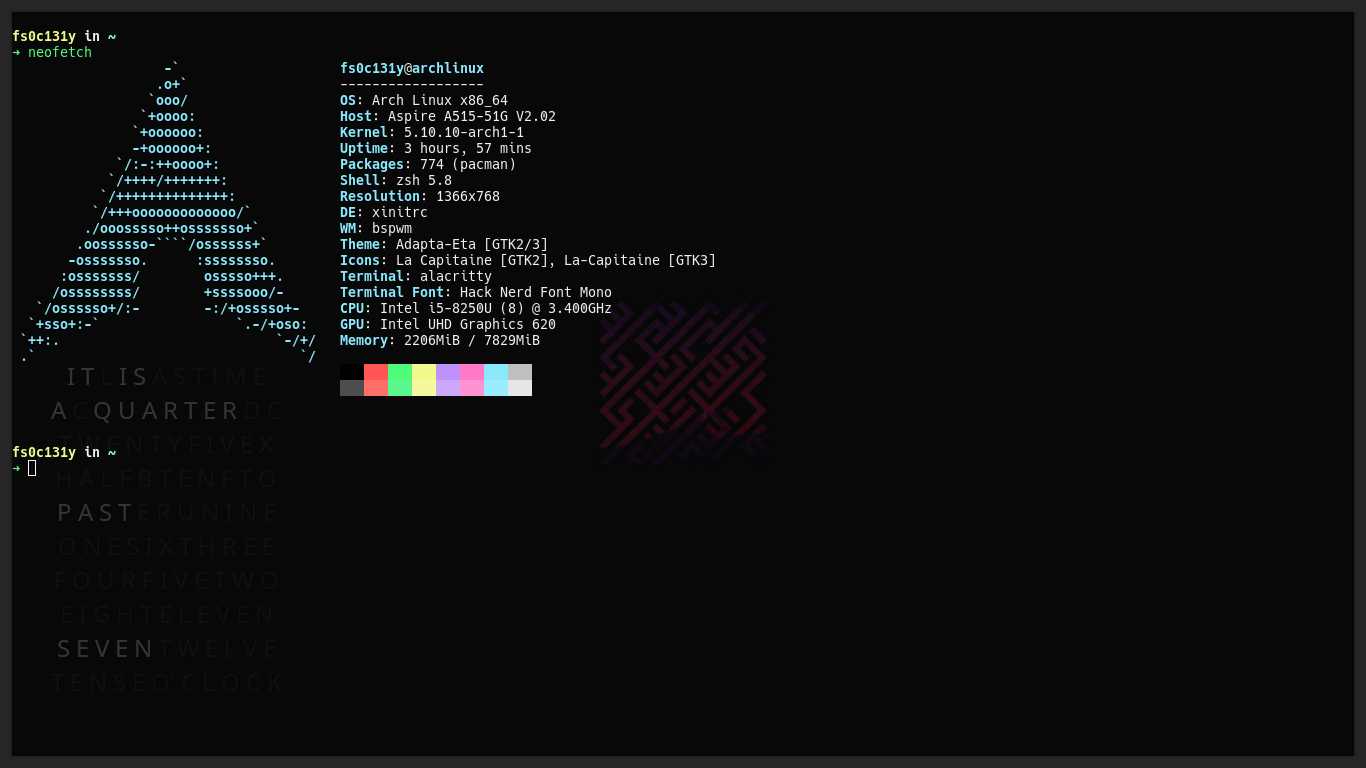 fs0c131y in ~
➜ neofetch
fs0c131y@archlinux
------------------
OS: Arch Linux x86_64
Host: Aspire A515-51G V2.02
Kernel: 5.10.10-arch1-1
Uptime: 3 hours, 57 mins
Packages: 774 (pacman)
Shell: zsh 5.8
Resolution: 1366x768
DE: xinitrc
WM: bspwm
Theme: Adapta-Eta [GTK2/3]
Icons: La Capitaine [GTK2], La-Capitaine [GTK3]
Terminal: alacritty
Terminal Font: Hack Nerd Font Mono
CPU: Intel i5-8250U (8) @ 3.400GHz
GPU: Intel UHD Graphics 620
Memory: 2206MiB / 7829MiB
ITLISASTIME
ACQUARTERDC
TWENTYFIVEX
HALFBTENFTO
PASTERUNINE
ONESIXTHREE
FOURFIVETWO
EIGHTELEVEN
SEVENTWELVE
TENSEO'CLOCK
fs0c131y in ~
➜